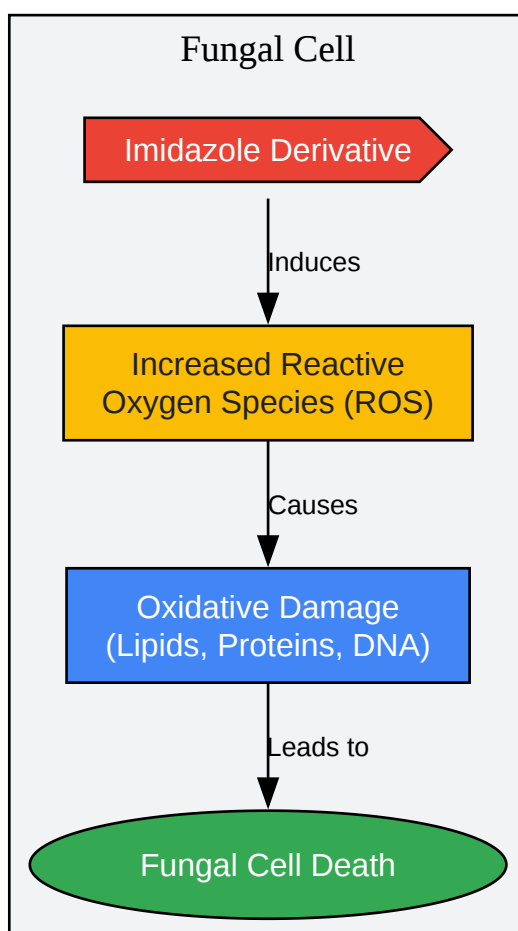 Fungal Cell
Imidazole Derivative
Induces
Increased Reactive
Oxygen Species (ROS)
Causes
Oxidative Damage
(Lipids, Proteins, DNA)
Leads to
Fungal Cell Death